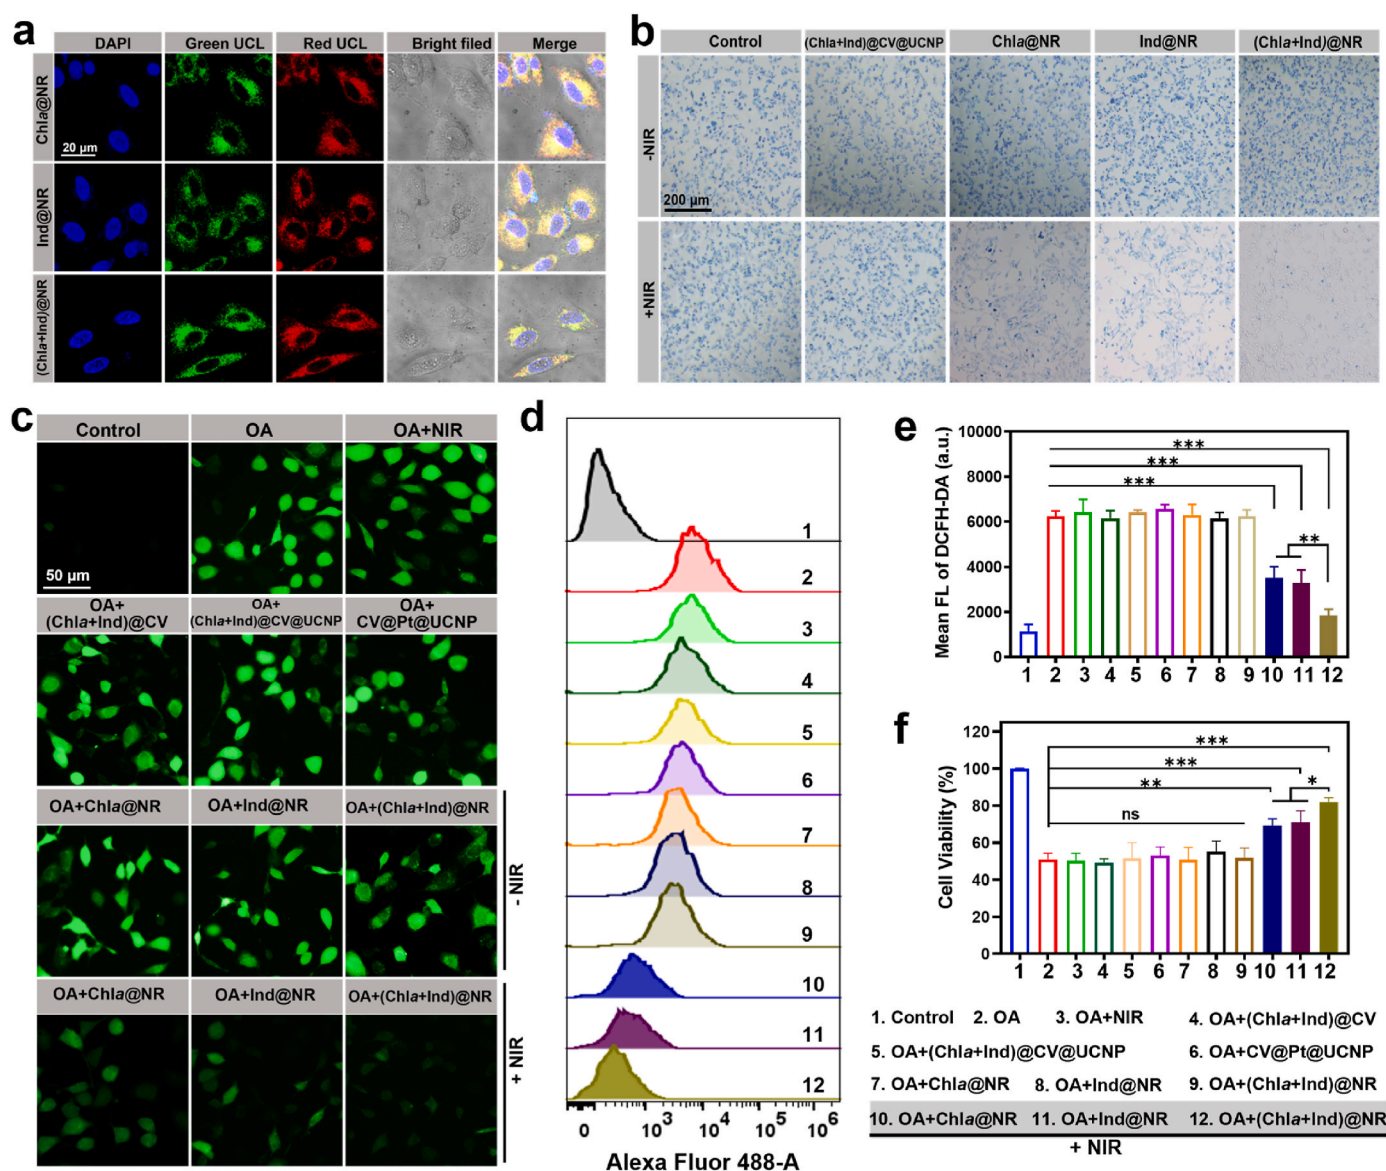 a
DAPI Green UCL Red UCL Bright filed Merge
Chla@NR
20 μm
Ind@NR
(Chla+Ind)@NR
b
Control (Chla+Ind)@CV@UCNP Chla@NR Ind@NR (Chla+Ind)@NR
-NIR
200 μm
+NIR
c
Control OA OA+NIR
50 μm
OA+ OA+ OA+
(Chla+Ind)@CV (Chla+Ind)@CV@UCNP CV@Pt@UCNP
OA+Chla@NR OA+Ind@NR OA+(Chla+Ind)@NR
- NIR
OA+Chla@NR OA+Ind@NR OA+(Chla+Ind)@NR
+ NIR
d
1
2
3
4
5
6
7
8
9
10
11
12
0 10³ 10⁴ 10⁵ 10⁶
Alexa Fluor 488-A
e
Mean FL of DCFH-DA (a.u.)
10000
8000
6000
4000
2000
0
***
***
***
**
1 2 3 4 5 6 7 8 9 10 11 12
f
Cell Viability (%)
120
100
80
60
40
20
0
***
***
**
*
ns
1 2 3 4 5 6 7 8 9 10 11 12
1. Control 2. OA 3. OA+NIR 4. OA+(Chla+Ind)@CV
5. OA+(Chla+Ind)@CV@UCNP 6. OA+CV@Pt@UCNP
7. OA+Chla@NR 8. OA+Ind@NR 9. OA+(Chla+Ind)@NR
10. OA+Chla@NR 11. OA+Ind@NR 12. OA+(Chla+Ind)@NR
+ NIR